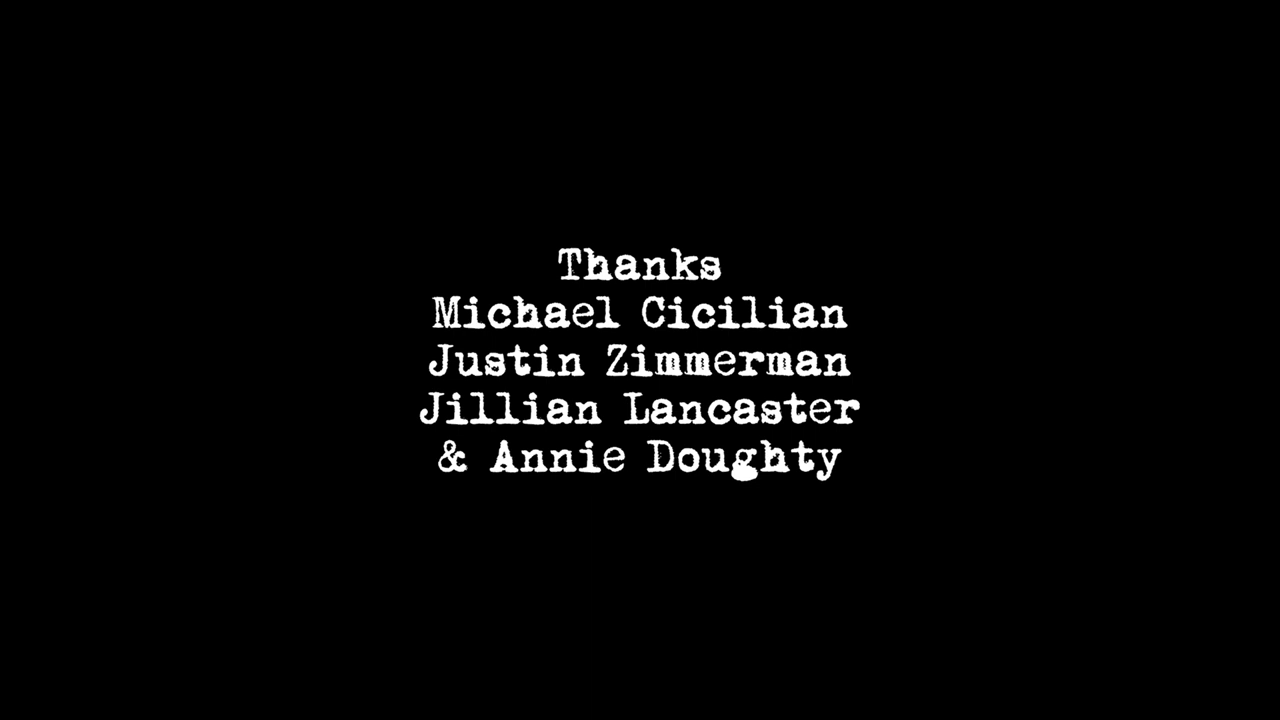 Thanks
Michael Cicilian
Justin Zimmerman
Jillian Lancaster
& Annie Doughty